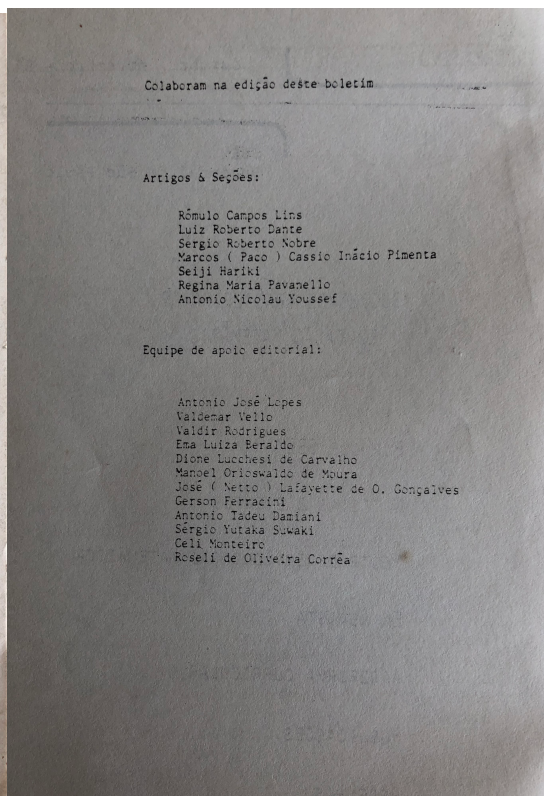 Colaboram na edição deste boletim
Artigos & Seções:
Rômulo Campos Lins
Luiz Roberto Dante
Sergio Roberto Nobre
Marcos ( Paco ) Cassio Inácio Pimenta
Seiji Hariki
Regina Maria Pavanello
Antonio Nicolau Youssef
Equipe de apoio editorial:
Antonio José Lopes
Valdemar Vello
Valdir Rodrigues
Ema Luiza Beraldo
Dione Lucchesi de Carvalho
Manoel Orioswaldo de Moura
José ( Netto ) Lafayette de O. Gonçalves
Gerson Ferracini
Antonio Tadeu Damiani
Sérgio Yutaka Suwaki
Celi Monteiro
Roseli de Oliveira Corrêa